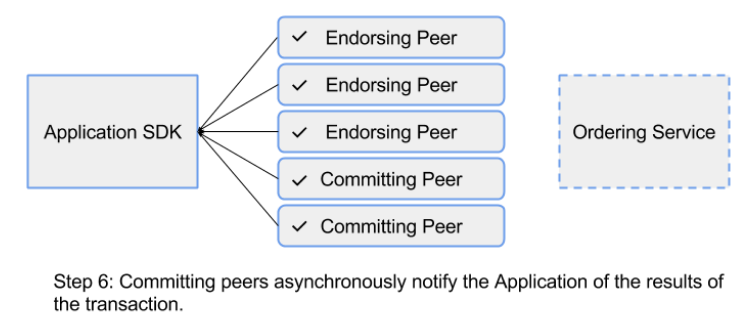 Application SDK
✓ Endorsing Peer
✓ Endorsing Peer
✓ Endorsing Peer
✓ Committing Peer
✓ Committing Peer
Ordering Service
Step 6: Committing peers asynchronously notify the Application of the results of
the transaction.